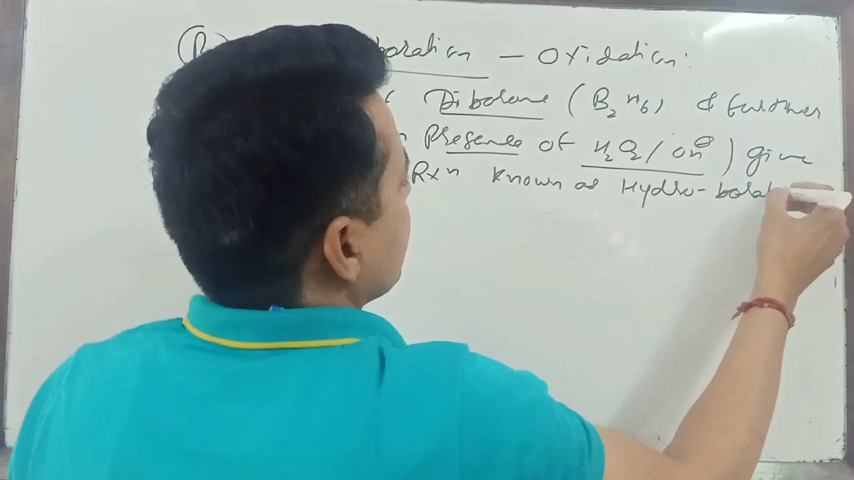 (B) boration - Oxidation:
Diborane (B2H6) & further
Presence of H2O2/OH⊖) give
Rxn known as Hydro-borat